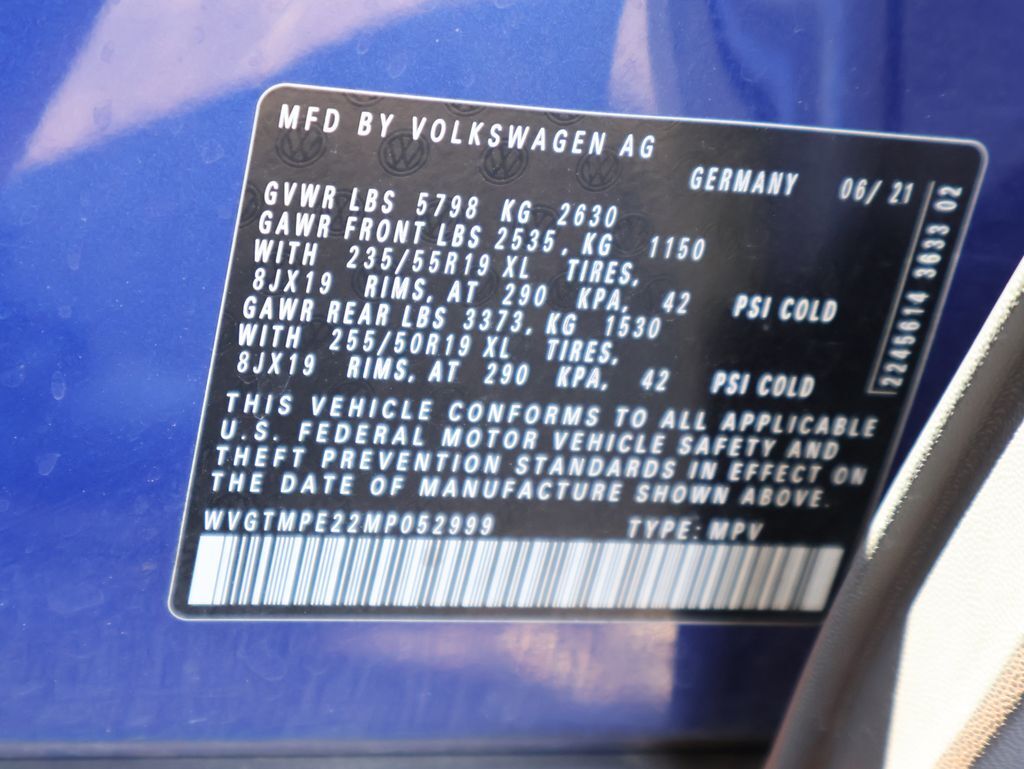 MFD BY VOLKSWAGEN AG
GERMANY 06/21
GVWR LBS 5798 KG 2630
GAWR FRONT LBS 2535, KG 1150
WITH 235/55R19 XL TIRES,
8JX19 RIMS, AT 290 KPA, 42 PSI COLD
GAWR REAR LBS 3373, KG 1530
WITH 255/50R19 XL TIRES,
8JX19 RIMS, AT 290 KPA, 42 PSI COLD
THIS VEHICLE CONFORMS TO ALL APPLICABLE
U.S. FEDERAL MOTOR VEHICLE SAFETY AND
THEFT PREVENTION STANDARDS IN EFFECT ON
THE DATE OF MANUFACTURE SHOWN ABOVE.
WVGTMPE22MP052999 TYPE: MPV
2246614 3633 02